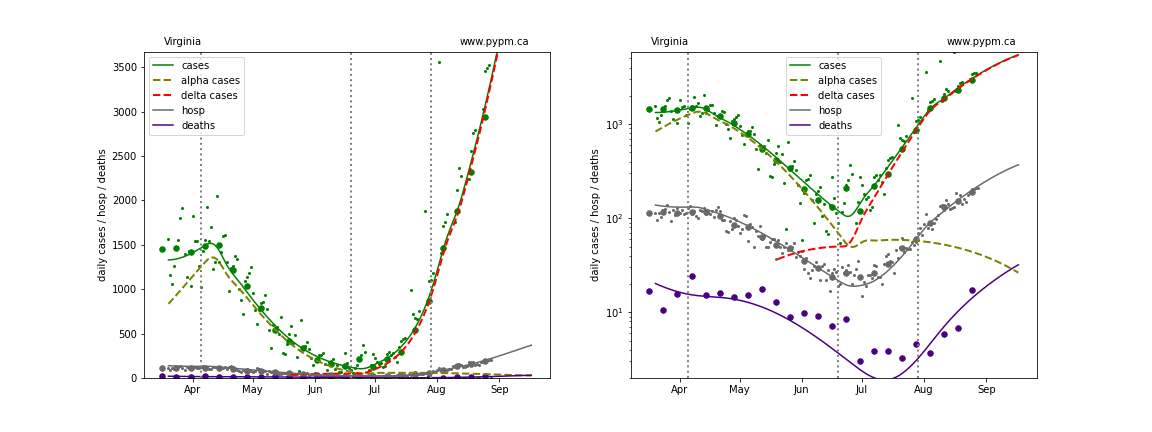 Virginia
www.pypm.ca
cases
alpha cases
delta cases
hosp
deaths
daily cases / hosp / deaths
3500
3000
2500
2000
1500
1000
500
0
Apr
May
Jun
Jul
Aug
Sep
Virginia
www.pypm.ca
cases
alpha cases
delta cases
hosp
deaths
daily cases / hosp / deaths
10³
10²
10¹
Apr
May
Jun
Jul
Aug
Sep